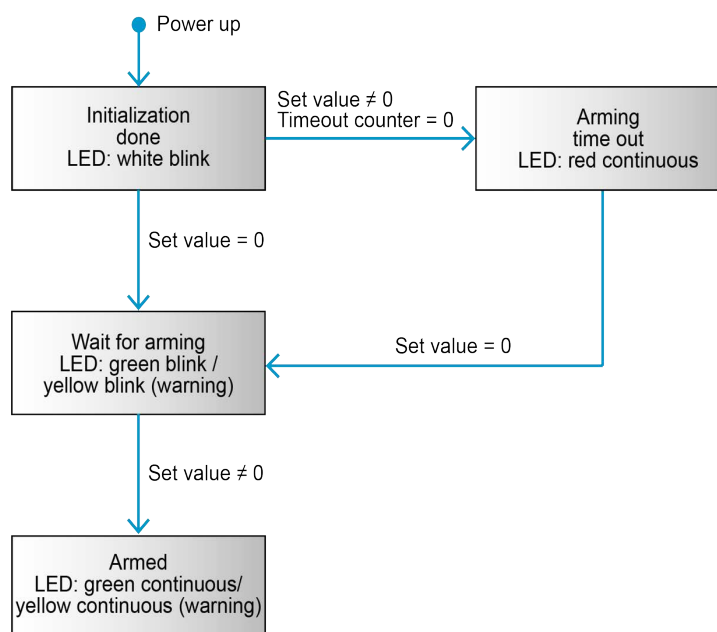 Power up
Initialization
done
LED: white blink
Set value ≠ 0
Timeout counter = 0
Arming
time out
LED: red continuous
Set value = 0
Wait for arming
LED: green blink /
yellow blink (warning)
Set value = 0
Set value ≠ 0
Armed
LED: green continuous/
yellow continuous (warning)